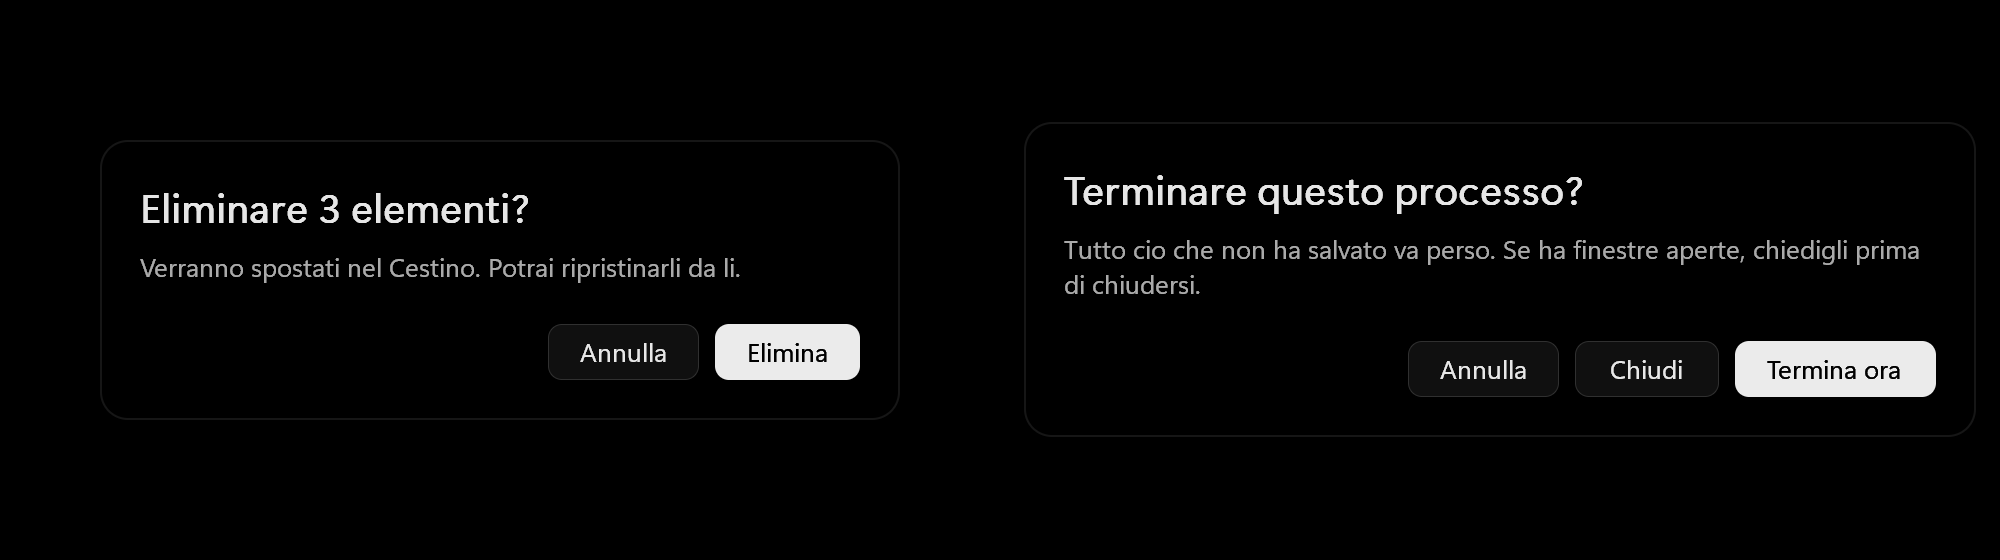 Eliminare 3 elementi?
Verranno spostati nel Cestino. Potrai ripristinarli da li.
Annulla
Elimina
Terminare questo processo?
Tutto cio che non ha salvato va perso. Se ha finestre aperte, chiedigli prima
di chiudersi.
Annulla
Chiudi
Termina ora